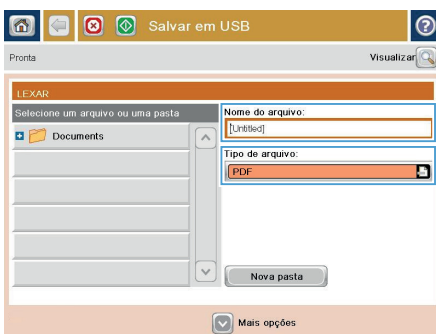 Salvar em USB
Pronta
Visualizar
LEXAR
Selecione um arquivo ou uma pasta
Documents
Nome do arquivo:
[Untitled]
Tipo de arquivo:
PDF
Nova pasta
Mais opções